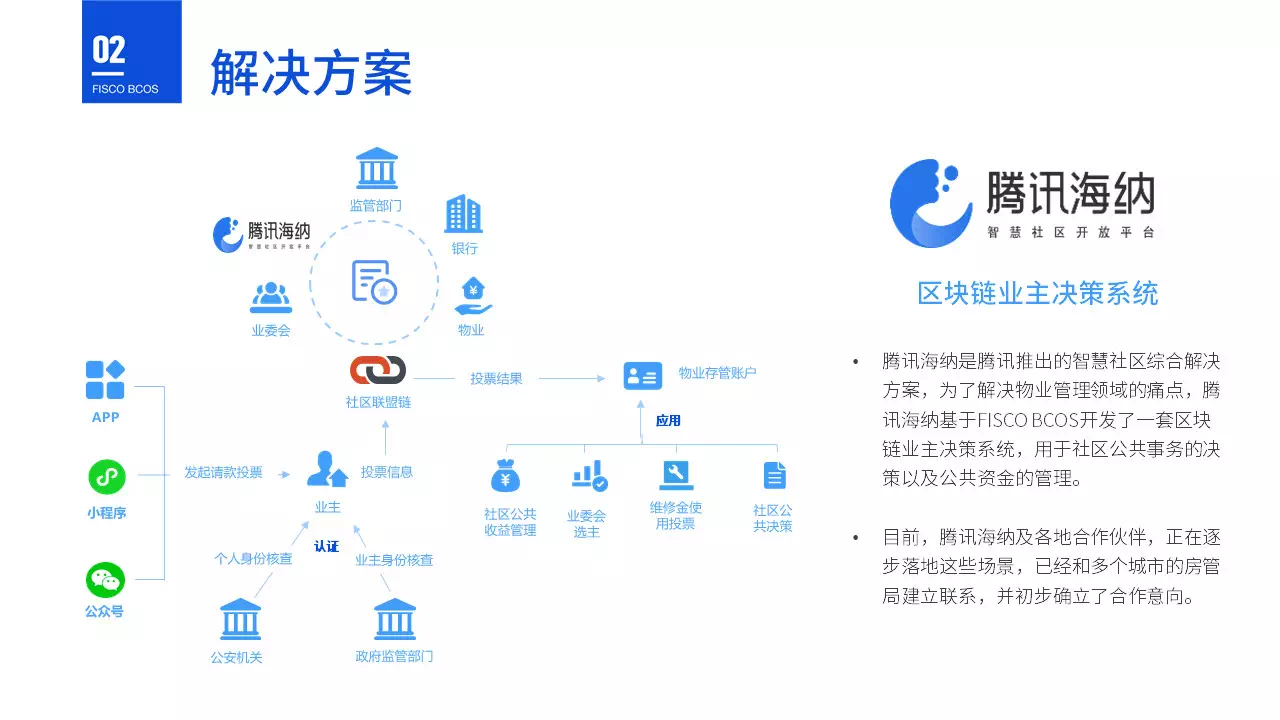 02
FISCO BCOS
解决方案
监管部门
腾讯海纳
智慧社区开放平台
银行
业委会
物业
社区联盟链
投票结果
物业存管账户
APP
应用
发起请款投票
业主
投票信息
小程序
社区公共
收益管理
业委会
选主
维修金使
用投票
社区公
共决策
认证
个人身份核查
业主身份核查
公众号
公安机关
政府监管部门
腾讯海纳
智慧社区开放平台
区块链业主决策系统
• 腾讯海纳是腾讯推出的智慧社区综合解决
方案，为了解决物业管理领域的痛点，腾
讯海纳基于FISCO BCOS开发了一套区块
链业主决策系统，用于社区公共事务的决
策以及公共资金的管理。
• 目前，腾讯海纳及各地合作伙伴，正在逐
步落地这些场景，已经和多个城市的房管
局建立联系，并初步确立了合作意向。